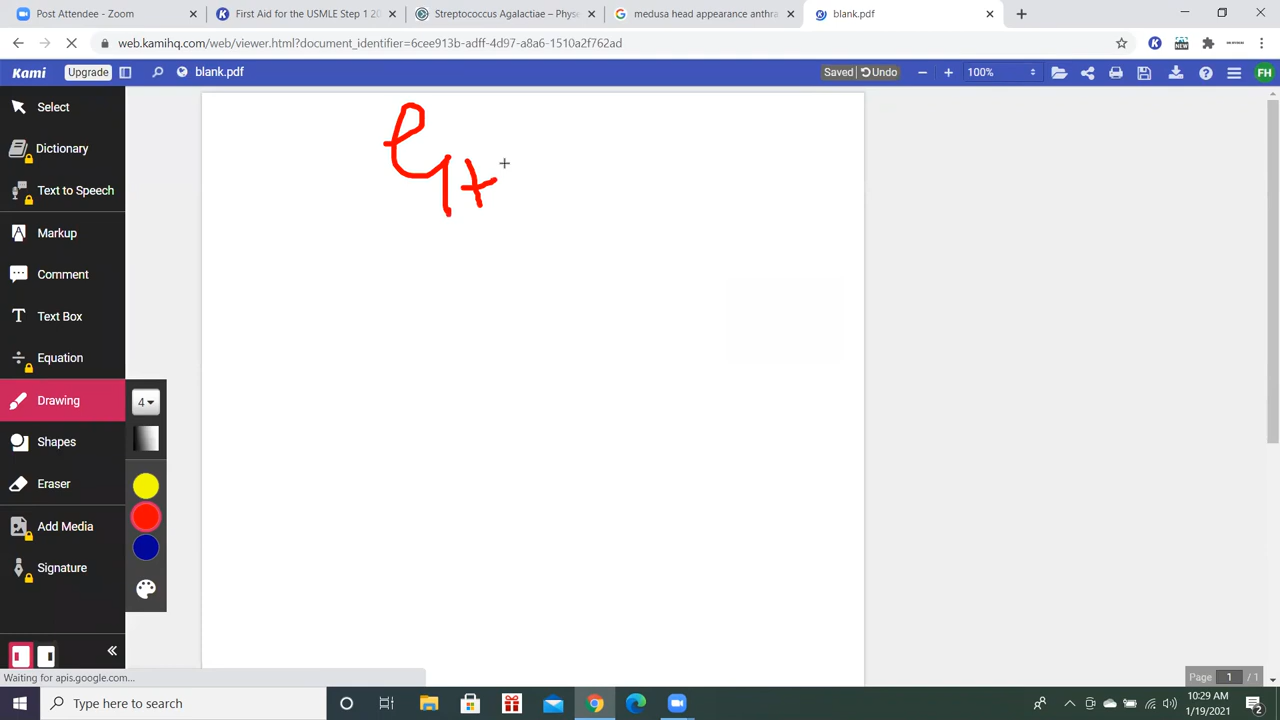 Post Attendee - Zoom
First Aid for the USMLE Step 1 20
Streptococcus Agalactiae – Physe
medusa head appearance anthra
blank.pdf
web.kamihq.com/web/viewer.html?document_identifier=6cee913b-adff-4d97-a8a6-1510a2f762ad
NEW
Kami
Upgrade
blank.pdf
Saved
Undo
100%
FH
Select
Dictionary
Text to Speech
Markup
Comment
Text Box
Equation
Drawing
4
Shapes
Eraser
Add Media
Signature
Waiting for apis.google.com...
Page 1 / 1
Type here to search
10:29 AM
1/19/2021
2